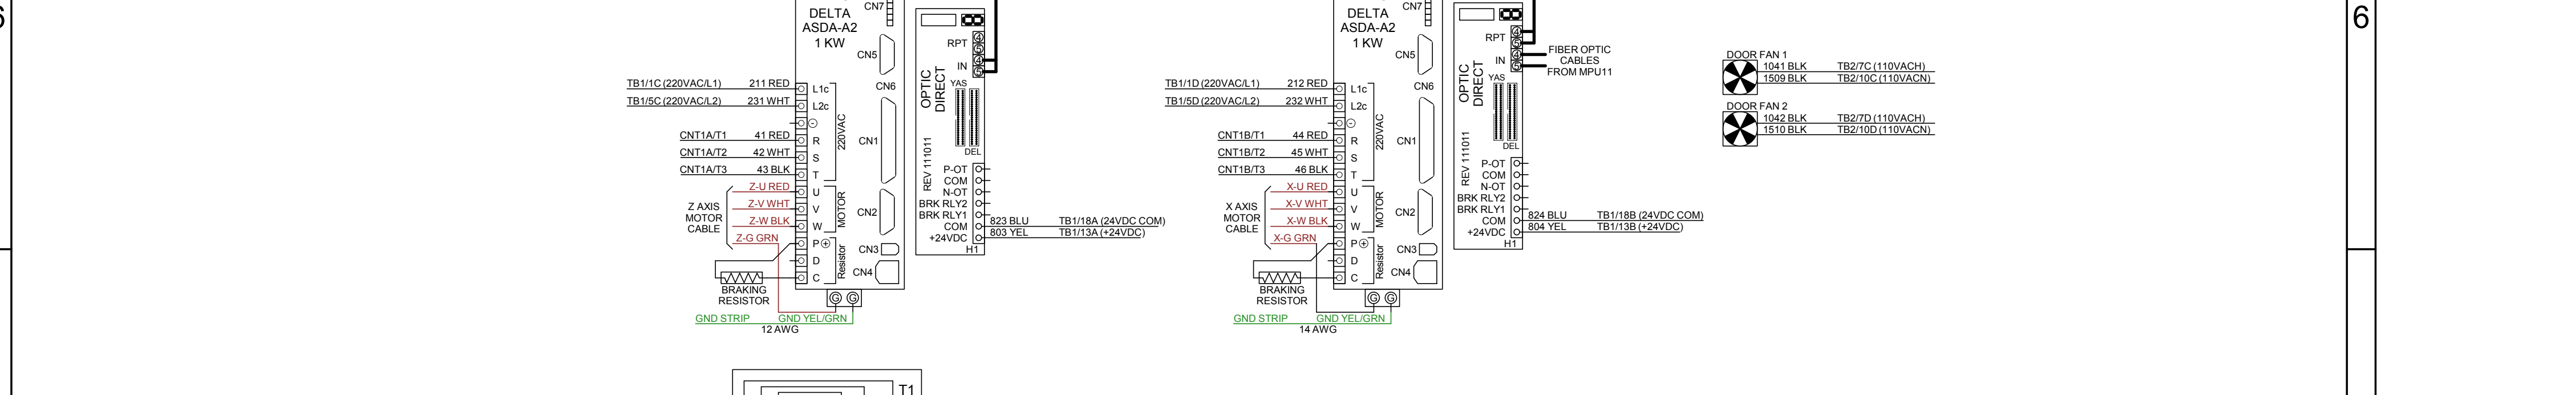 6
DELTA
ASDA-A2
1 KW
CN7
CN5
CN6
CN1
CN2
CN3
CN4
TB1/1C (220VAC/L1) 211 RED L1c
TB1/5C (220VAC/L2) 231 WHT L2c
CNT1A/T1 41 RED R
CNT1A/T2 42 WHT S
CNT1A/T3 43 BLK T
220VAC
Z AXIS
MOTOR
CABLE
Z-U RED U
Z-V WHT V
Z-W BLK W
Z-G GRN P
MOTOR
D
C
Resistor
BRAKING
RESISTOR
G G
GND STRIP GND YEL/GRN
12 AWG
RPT
4
5
IN
4
5
OPTIC
DIRECT
YAS
DEL
REV 111011
P-OT
COM
N-OT
BRK RLY2
BRK RLY1
COM 823 BLU TB1/18A (24VDC COM)
+24VDC 803 YEL TB1/13A (+24VDC)
H1
T1
DELTA
ASDA-A2
1 KW
CN7
CN5
CN6
CN1
CN2
CN3
CN4
TB1/1D (220VAC/L1) 212 RED L1c
TB1/5D (220VAC/L2) 232 WHT L2c
CNT1B/T1 44 RED R
CNT1B/T2 45 WHT S
CNT1B/T3 46 BLK T
220VAC
X AXIS
MOTOR
CABLE
X-U RED U
X-V WHT V
X-W BLK W
X-G GRN P
MOTOR
D
C
Resistor
BRAKING
RESISTOR
G G
GND STRIP GND YEL/GRN
14 AWG
RPT
4
5
IN
4
5
FIBER OPTIC
CABLES
FROM MPU11
OPTIC
DIRECT
YAS
DEL
REV 111011
P-OT
COM
N-OT
BRK RLY2
BRK RLY1
COM 824 BLU TB1/18B (24VDC COM)
+24VDC 804 YEL TB1/13B (+24VDC)
H1
DOOR FAN 1
1041 BLK TB2/7C (110VACH)
1509 BLK TB2/10C (110VACN)
DOOR FAN 2
1042 BLK TB2/7D (110VACH)
1510 BLK TB2/10D (110VACN)
6